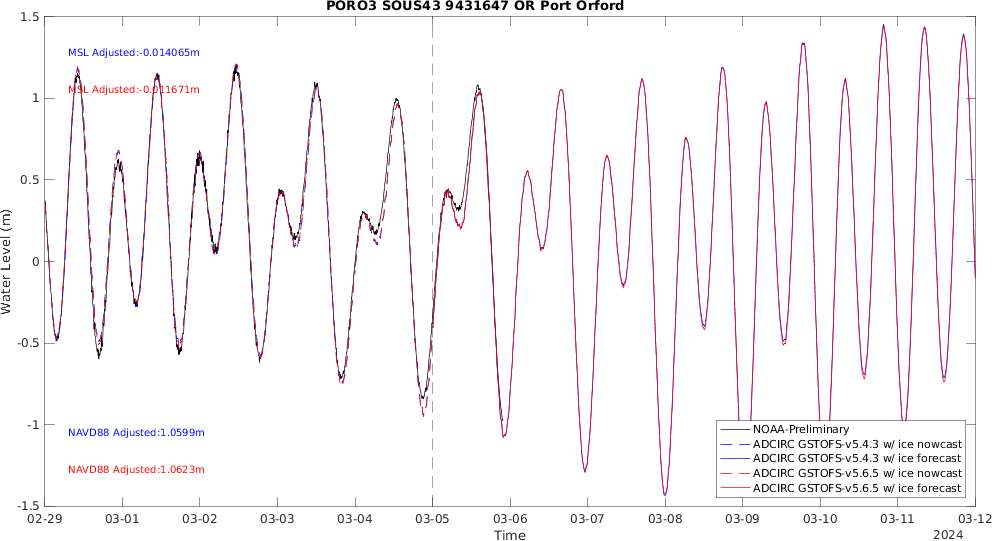 PORO3 SOUS43 9431647 OR Port Orford
MSL Adjusted:-0.014065m
MSL Adjusted:-0.011671m
NAVD88 Adjusted:1.0599m
NAVD88 Adjusted:1.0623m
Water Level (m)
1.5
1
0.5
0
-0.5
-1
-1.5
NOAA-Preliminary
ADCIRC GSTOFS-v5.4.3 w/ ice nowcast
ADCIRC GSTOFS-v5.4.3 w/ ice forecast
ADCIRC GSTOFS-v5.6.5 w/ ice nowcast
ADCIRC GSTOFS-v5.6.5 w/ ice forecast
02-29 03-01 03-02 03-03 03-04 03-05 03-06 03-07 03-08 03-09 03-10 03-11 03-12
Time
2024